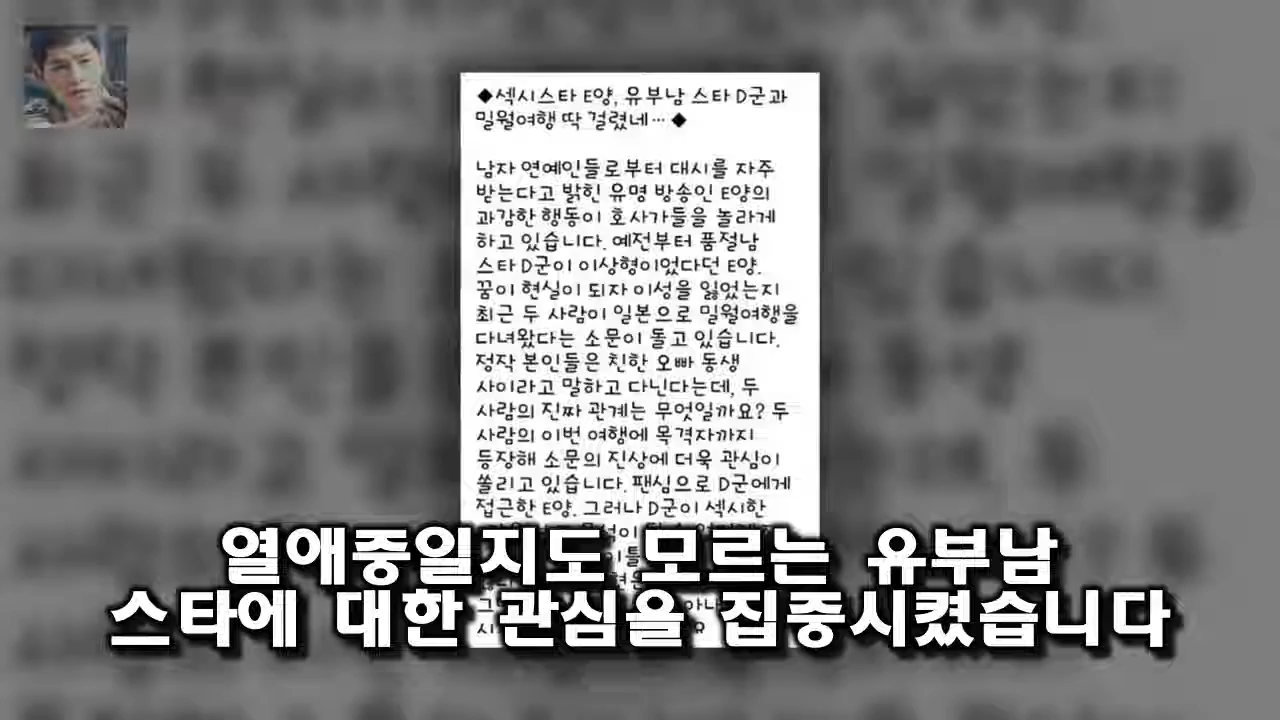 ◆섹시스타 E양, 유부남 스타 D군과
밀월여행 딱 걸렸네… ◆
남자 연예인들로부터 대시를 자주
받는다고 밝힌 유명 방송인 E양의
과감한 행동이 호사가들을 놀라게
하고 있습니다. 예전부터 품절남
스타 D군이 이상형이었다던 E양.
꿈이 현실이 되자 이성을 잃었는지
최근 두 사람이 일본으로 밀월여행을
다녀왔다는 소문이 돌고 있습니다.
정작 본인들은 친한 오빠 동생
사이라고 말하고 다닌다는데, 두
사람의 진짜 관계는 무엇일까요? 두
사람의 이번 여행에 목격자까지
등장해 소문의 진상에 더욱 관심이
쏠리고 있습니다. 팬심으로 D군에게
접근한 E양. 그러나 D군이 섹시한
열애중일지도 모르는 유부남
스타에 대한 관심을 집중시켰습니다